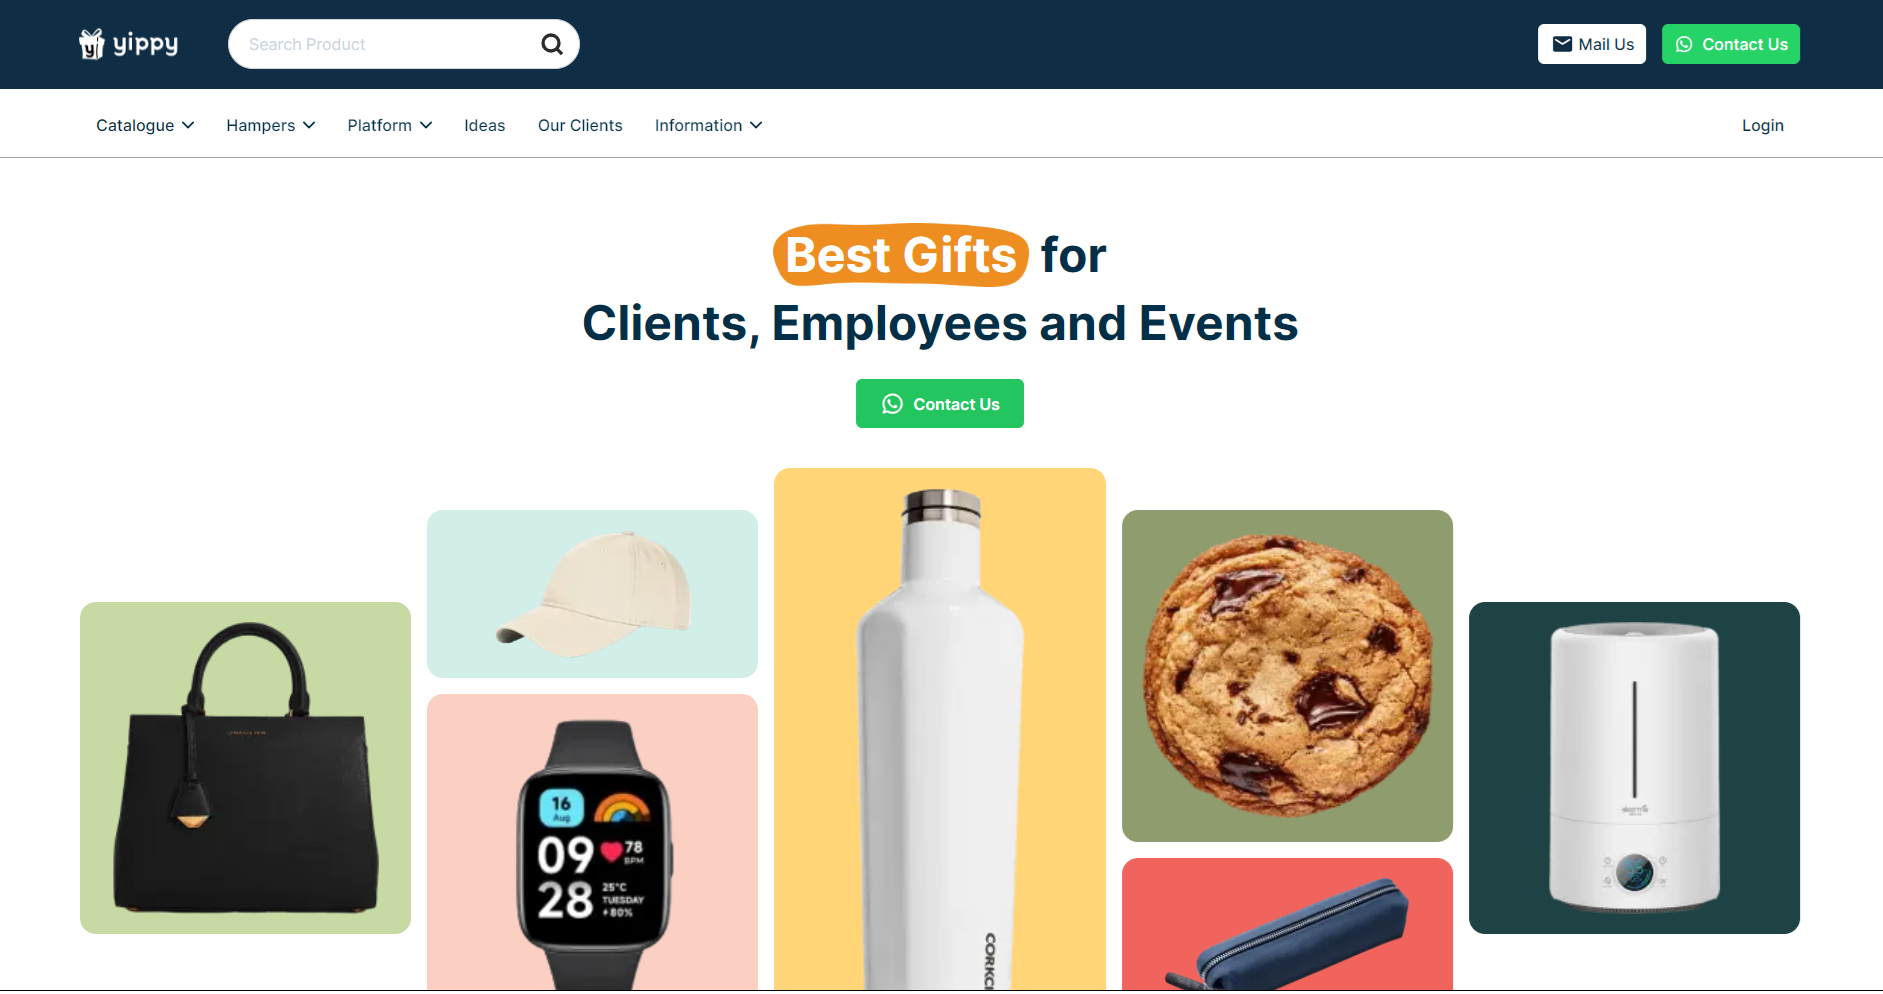 yippy
Search Product
Mail Us
Contact Us
Catalogue
Hampers
Platform
Ideas
Our Clients
Information
Login
Best Gifts for
Clients, Employees and Events
Contact Us
16
Aug
09
78
BPM
28
25°C
TUESDAY
80%